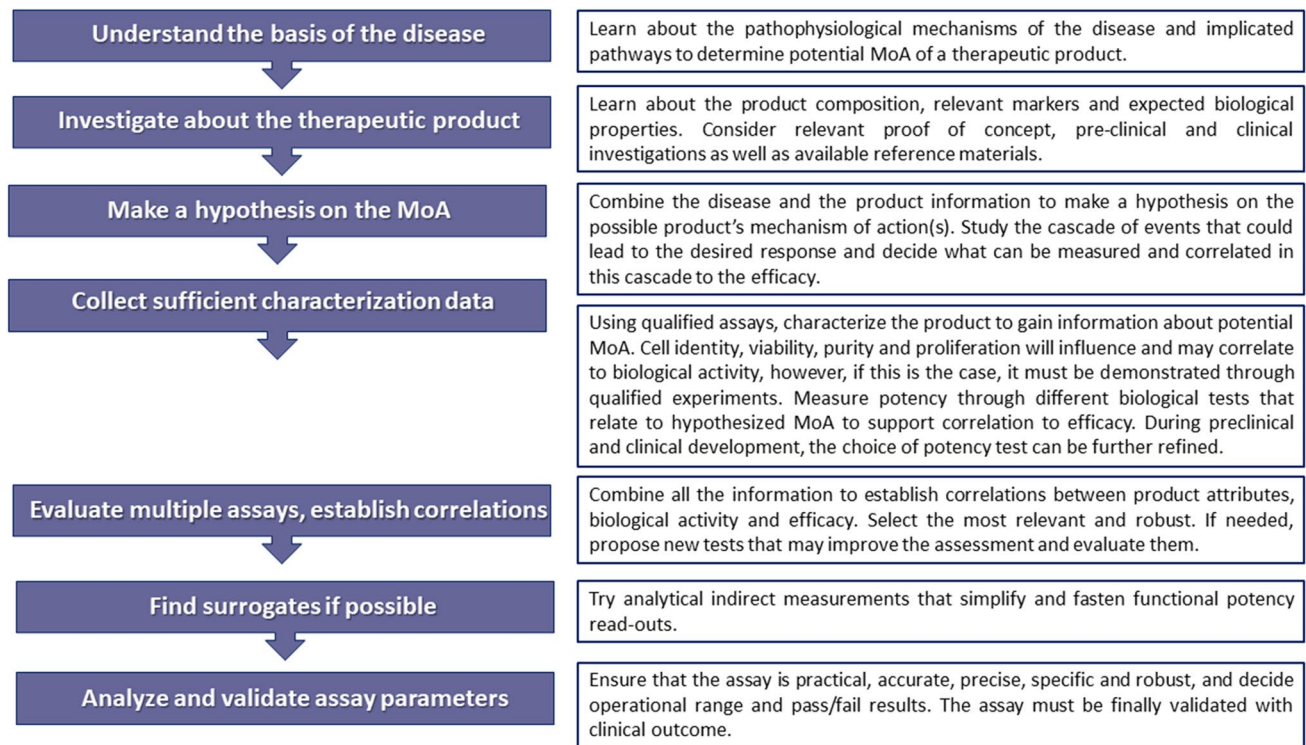 Understand the basis of the disease
Learn about the pathophysiological mechanisms of the disease and implicated
pathways to determine potential MoA of a therapeutic product.
Investigate about the therapeutic product
Learn about the product composition, relevant markers and expected biological
properties. Consider relevant proof of concept, pre-clinical and clinical
investigations as well as available reference materials.
Make a hypothesis on the MoA
Combine the disease and the product information to make a hypothesis on the
possible product's mechanism of action(s). Study the cascade of events that could
lead to the desired response and decide what can be measured and correlated in
this cascade to the efficacy.
Collect sufficient characterization data
Using qualified assays, characterize the product to gain information about potential
MoA. Cell identity, viability, purity and proliferation will influence and may correlate
to biological activity, however, if this is the case, it must be demonstrated through
qualified experiments. Measure potency through different biological tests that
relate to hypothesized MoA to support correlation to efficacy. During preclinical
and clinical development, the choice of potency test can be further refined.
Evaluate multiple assays, establish correlations
Combine all the information to establish correlations between product attributes,
biological activity and efficacy. Select the most relevant and robust. If needed,
propose new tests that may improve the assessment and evaluate them.
Find surrogates if possible
Try analytical indirect measurements that simplify and fasten functional potency
read-outs.
Analyze and validate assay parameters
Ensure that the assay is practical, accurate, precise, specific and robust, and decide
operational range and pass/fail results. The assay must be finally validated with
clinical outcome.